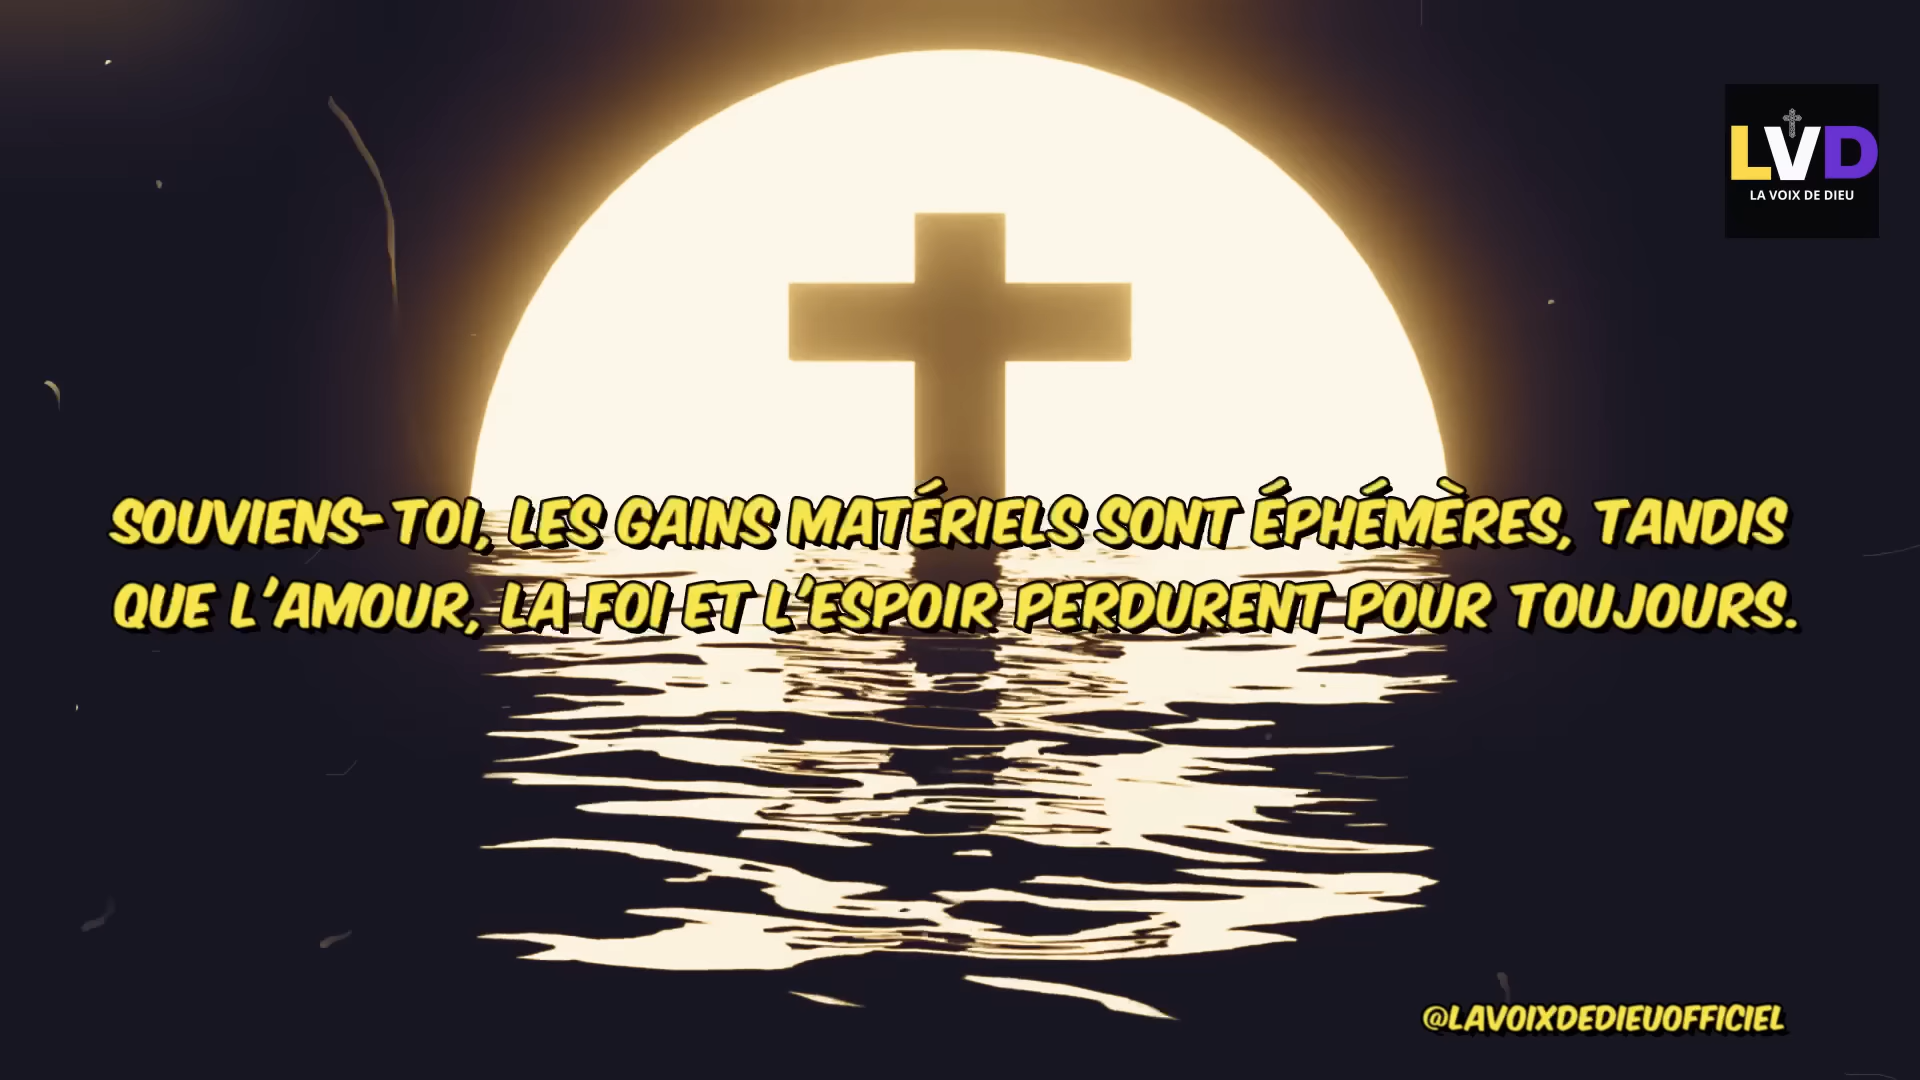 LVD
LA VOIX DE DIEU
SOUVIENS-TOI, LES GAINS MATÉRIELS SONT ÉPHÉMÈRES, TANDIS
QUE L'AMOUR, LA FOI ET L'ESPOIR PERDURENT POUR TOUJOURS.
@LAVOIXDEDIEUOFFICIEL